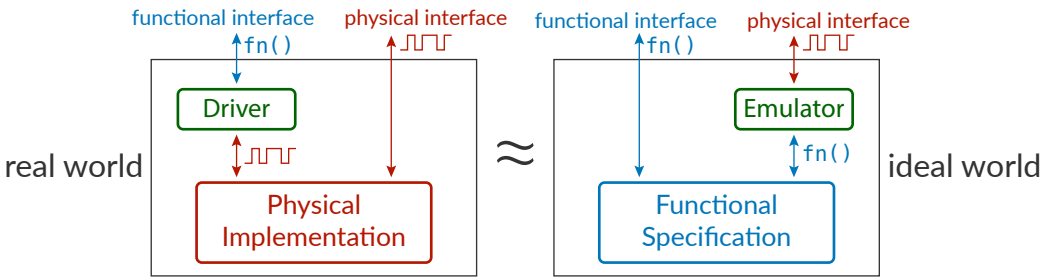 functional interface
physical interface
fn()
Driver
real world
Physical
Implementation
≈
functional interface
physical interface
fn()
Emulator
fn()
ideal world
Functional
Specification